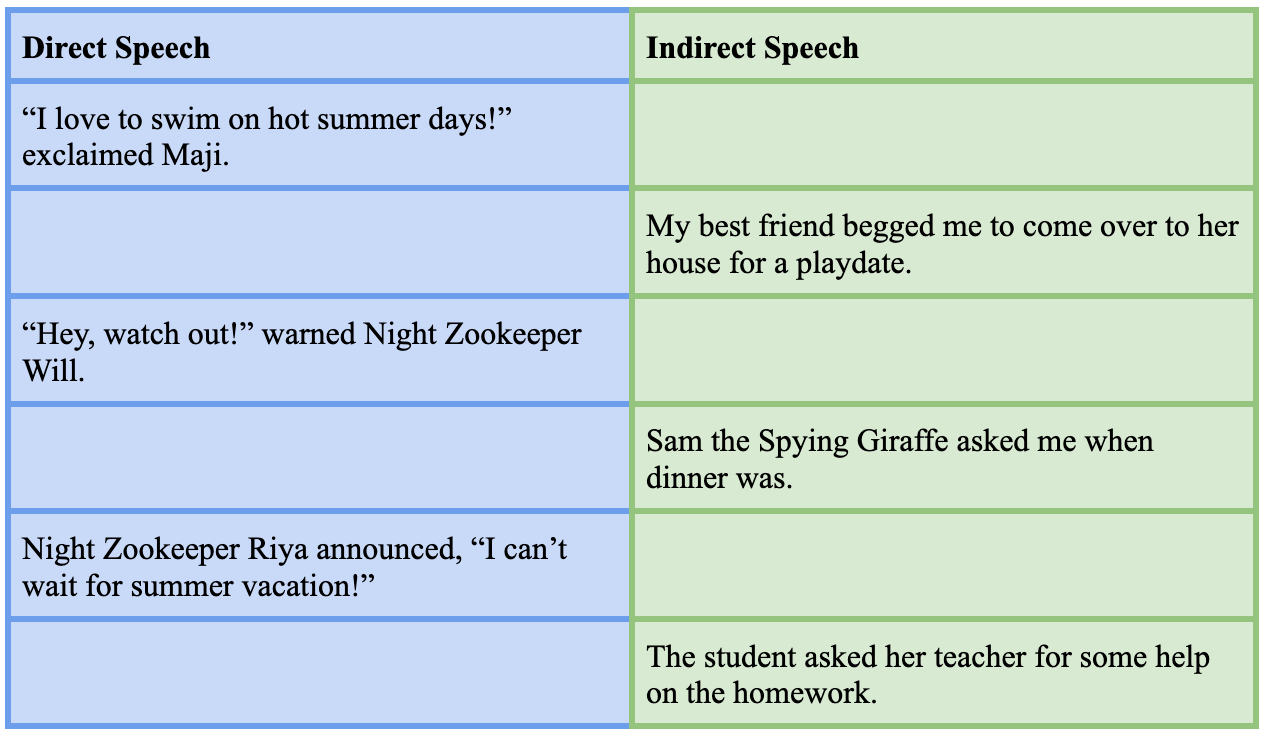 Direct Speech
Indirect Speech
“I love to swim on hot summer days!”
exclaimed Maji.
My best friend begged me to come over to her
house for a playdate.
“Hey, watch out!” warned Night Zookeeper
Will.
Sam the Spying Giraffe asked me when
dinner was.
Night Zookeeper Riya announced, “I can’t
wait for summer vacation!”
The student asked her teacher for some help
on the homework.